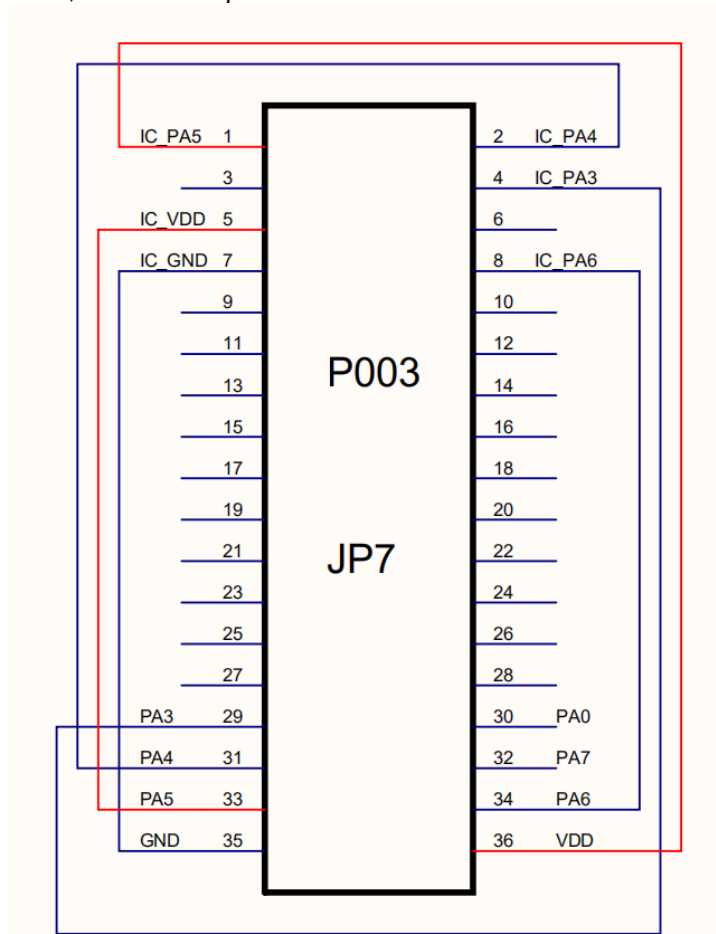 IC_PA5 1 2 IC_PA4
3 4 IC_PA3
IC_VDD 5 6
IC_GND 7 8 IC_PA6
9 10
11 12
P003
13 14
15 16
17 18
19 20
JP7
21 22
23 24
25 26
27 28
PA3 29 30 PA0
PA4 31 32 PA7
PA5 33 34 PA6
GND 35 36 VDD